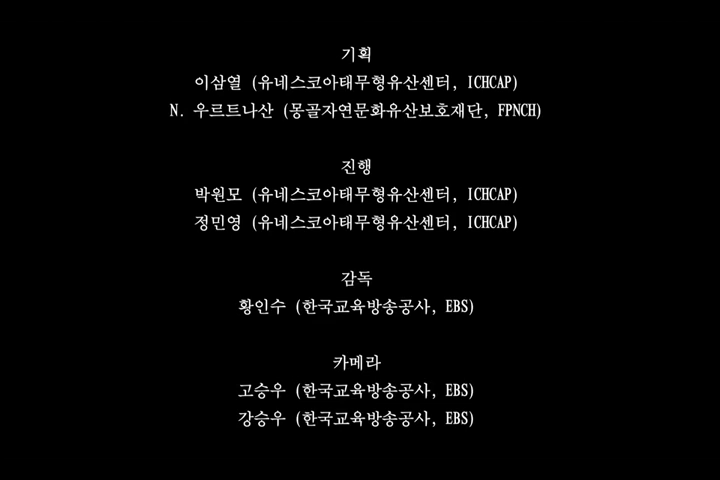 기획
이삼열 (유네스코아태무형유산센터, ICHCAP)
N. 우르트나산 (몽골자연문화유산보호재단, FPNCH)
진행
박원모 (유네스코아태무형유산센터, ICHCAP)
정민영 (유네스코아태무형유산센터, ICHCAP)
감독
황인수 (한국교육방송공사, EBS)
카메라
고승우 (한국교육방송공사, EBS)
강승우 (한국교육방송공사, EBS)